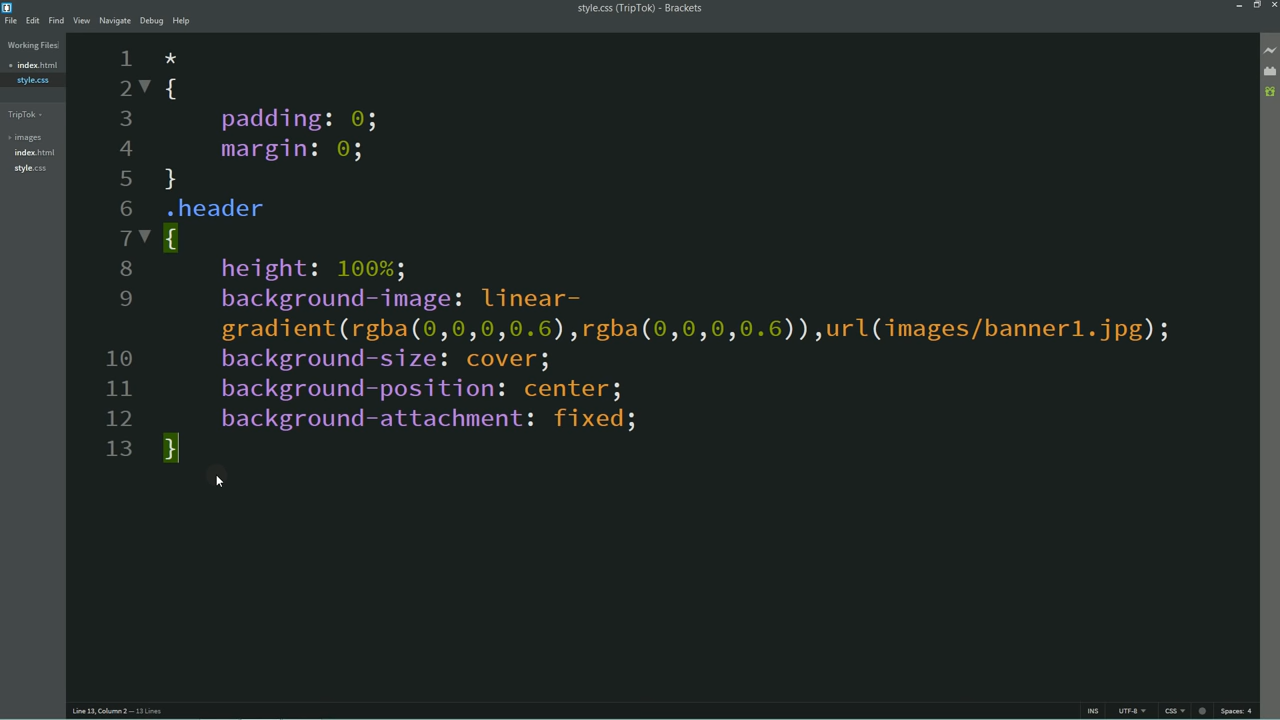 style.css (TripTok) - Brackets
File Edit Find View Navigate Debug Help
Working Files
index.html
style.css
TripTok
images
index.html
style.css
1 *
2 {
3 padding: 0;
4 margin: 0;
5 }
6 .header
7 {
8 height: 100%;
9 background-image: linear-
gradient(rgba(0,0,0,0.6),rgba(0,0,0,0.6)),url(images/banner1.jpg);
10 background-size: cover;
11 background-position: center;
12 background-attachment: fixed;
13 }
Line 13, Column 2 — 13 Lines
INS UTF-8 CSS Spaces: 4